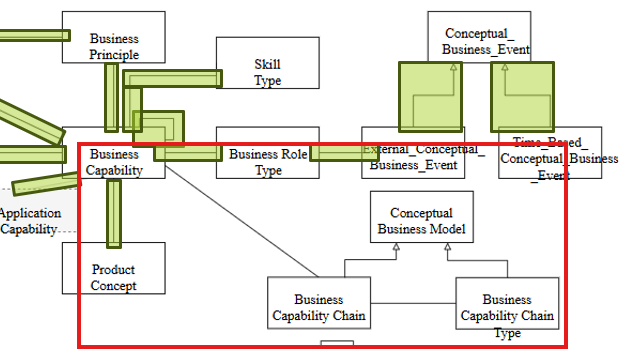 Business
Principle
Skill
Type
Conceptual_
Business_Event
Business
Capability
Business Role
Type
External_Conceptual_
Business_Event
Time_Based_
Conceptual_Business
_Event
Application
Capability
Conceptual
Business Model
Product
Concept
Business
Capability Chain
Business
Capability Chain
Type